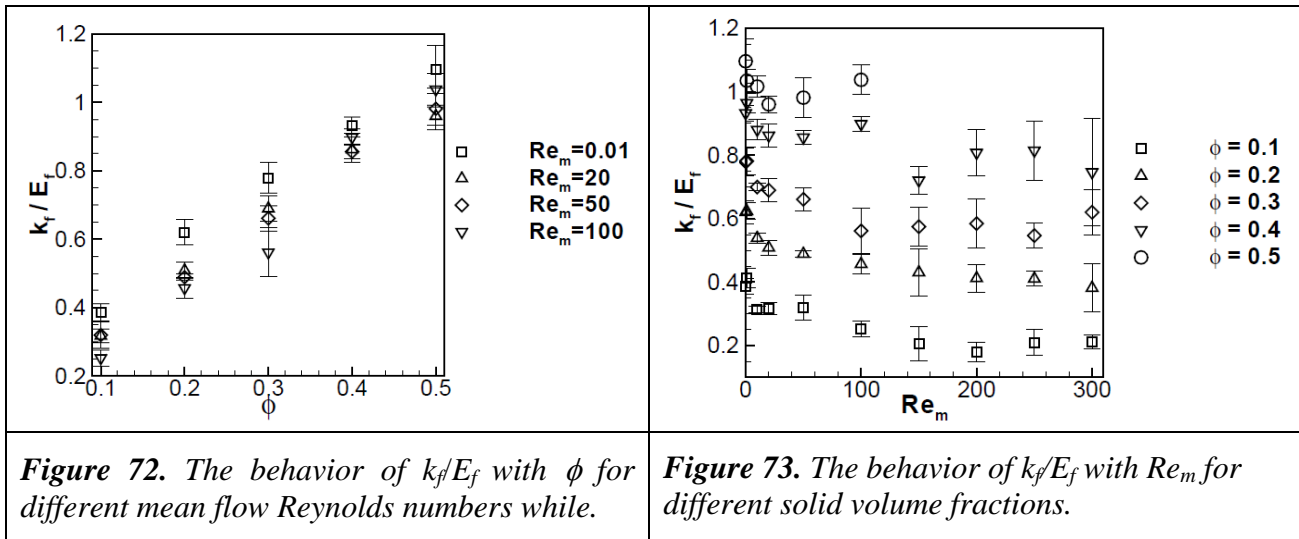 1.2
1
0.8
0.6
0.4
0.2
k_f / E_f
0.1 0.2 0.3 0.4 0.5
ϕ
Re_m=0.01
Re_m=20
Re_m=50
Re_m=100
1.2
1
0.8
0.6
0.4
0.2
k_f / E_f
0 100 200 300
Re_m
ϕ = 0.1
ϕ = 0.2
ϕ = 0.3
ϕ = 0.4
ϕ = 0.5
Figure 72. The behavior of k_f/E_f with ϕ for
different mean flow Reynolds numbers while.
Figure 73. The behavior of k_f/E_f with Re_m for
different solid volume fractions.